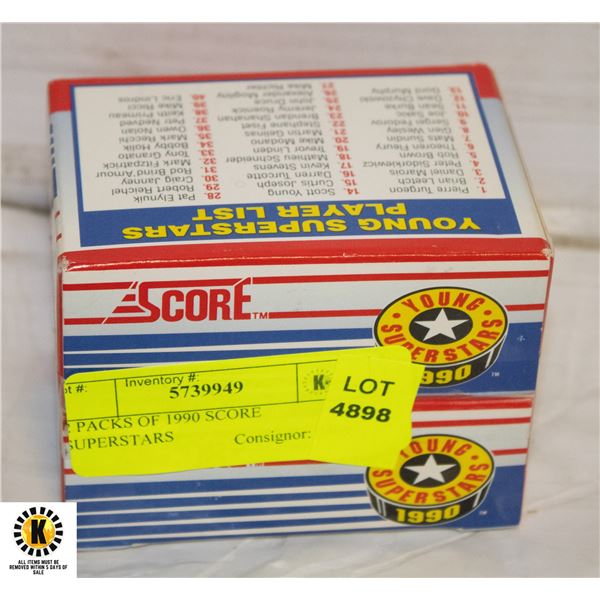 YOUNG SUPERSTARS
PLAYER LIST
1. Pierre Turgeon
2. Brian Leetch
3. Daniel Marois
4. Peter Sidorkiewicz
5. Rob Brown
6. Theoren Fleury
7. Mats Sundin
8. Glen Wesley
9. Sergei Fedorov
10. Joe Sakic
11. Sean Burke
12. Dave Chyzowski
13. Gord Murphy
14. Scott Young
15. Curtis Joseph
16. Darren Turcotte
17. Kevin Stevens
18. Mathieu Schneider
19. Trevor Linden
20. Mike Modano
21. Martin Gelinas
22. Stephane Fiset
23. Brendan Shanahan
24. Jeremy Roenick
25. John Druce
26. Alexander Mogilny
27. Mike Richter
28. Pat Elynuik
29. Robert Reichel
30. Craig Janney
31. Rod Brind'Amour
32. Mark Fitzpatrick
33. Tony Granato
34. Bobby Holik
35. Mark Recchi
36. Owen Nolan
37. Petr Nedved
38. Keith Primeau
39. Mike Ricci
40. Eric Lindros
SCORE TM
YOUNG
SUPERSTARS
1990 TM
Inventory #:
5739949
PACKS OF 1990 SCORE
SUPERSTARS Consignor:
LOT
4898
YOUNG
SUPERSTARS
1990 TM
K
ALL ITEMS MUST BE
REMOVED WITHIN 5 DAYS OF
SALE